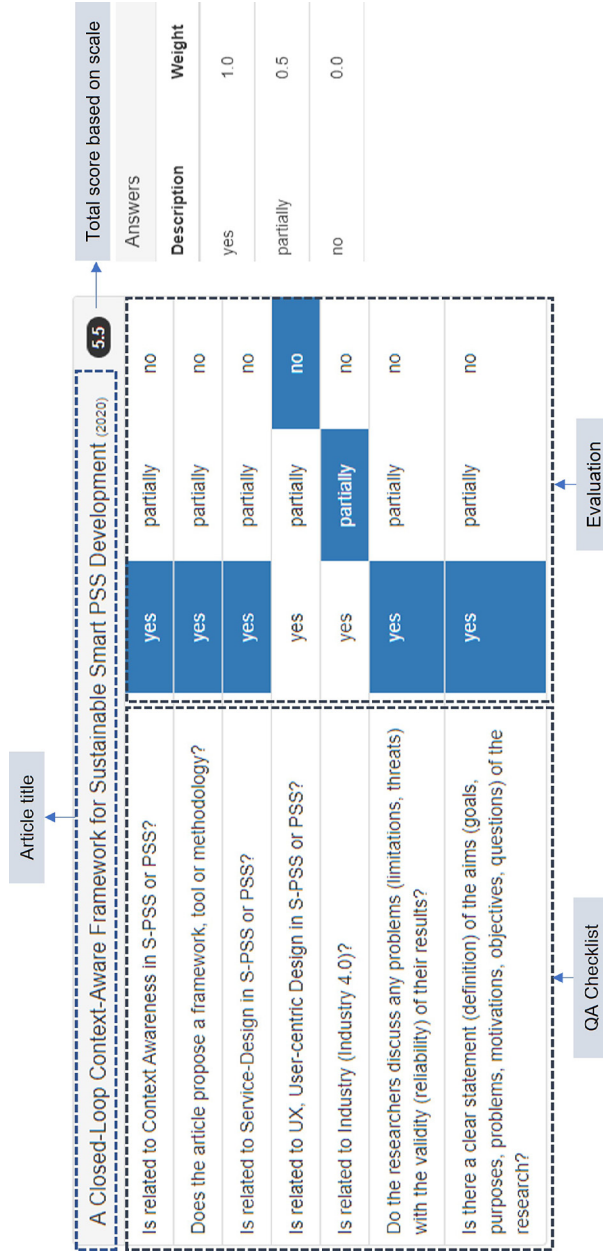 Article title
A Closed-Loop Context-Aware Framework for Sustainable Smart PSS Development (2020) 5.5
Is related to Context Awareness in S-PSS or PSS? yes partially no
Does the article propose a framework, tool or methodology? yes partially no
Is related to Service-Design in S-PSS or PSS? yes partially no
Is related to UX, User-centric Design in S-PSS or PSS? yes partially no
Is related to Industry (Industry 4.0)? yes partially no
Do the researchers discuss any problems (limitations, threats)
with the validity (reliability) of their results? yes partially no
Is there a clear statement (definition) of the aims (goals,
purposes, problems, motivations, objectives, questions) of the
research? yes partially no
QA Checklist
Evaluation
Total score based on scale
Answers
Description Weight
yes 1.0
partially 0.5
no 0.0